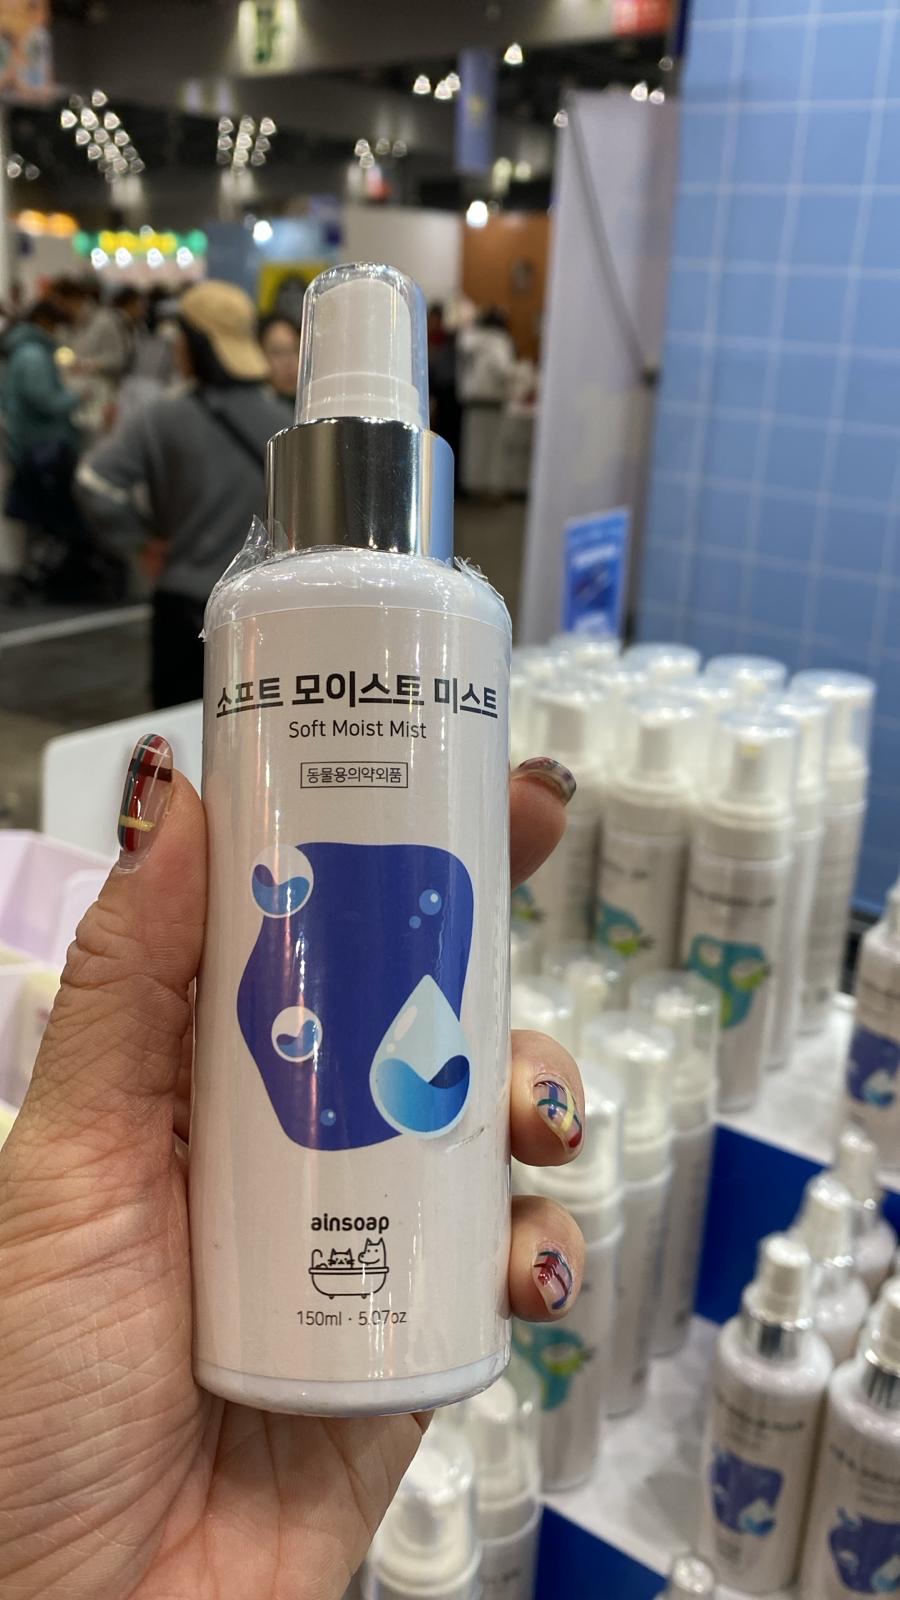 소프트 모이스트 미스트
Soft Moist Mist
동물용의약외품
ainsoap
150ml · 5.07oz